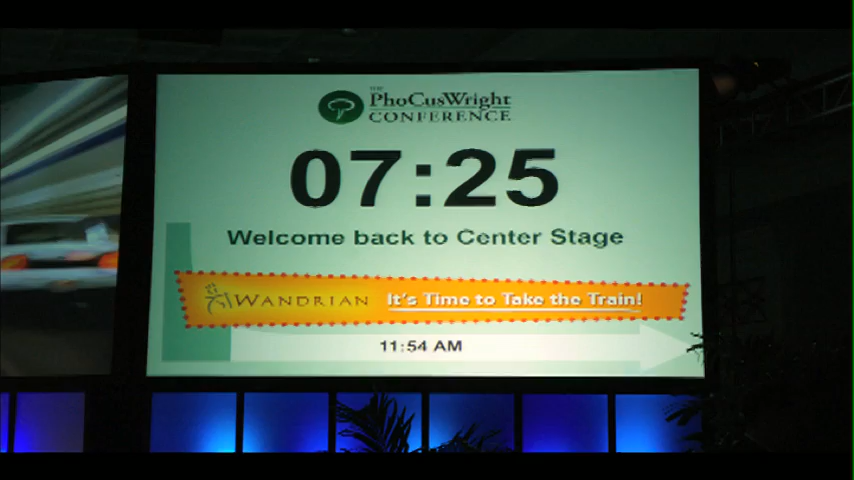 THE
PhoCusWright
CONFERENCE
07:25
Welcome back to Center Stage
WANDRIAN It's Time to Take the Train!
11:54 AM